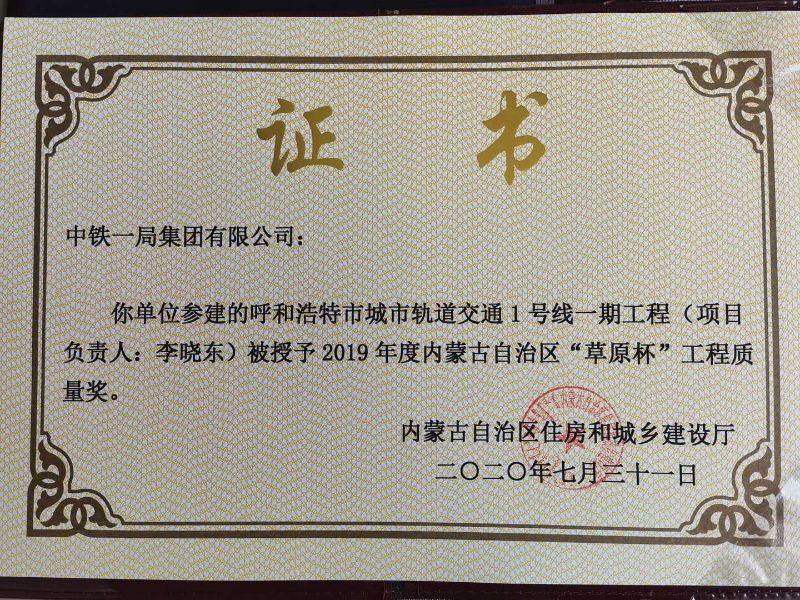 证书
中铁一局集团有限公司：
你单位参建的呼和浩特市城市轨道交通1号线一期工程（项目
负责人：李晓东）被授予2019年度内蒙古自治区“草原杯”工程质
量奖。
内蒙古自治区住房和城乡建设厅
二〇二〇年七月三十一日